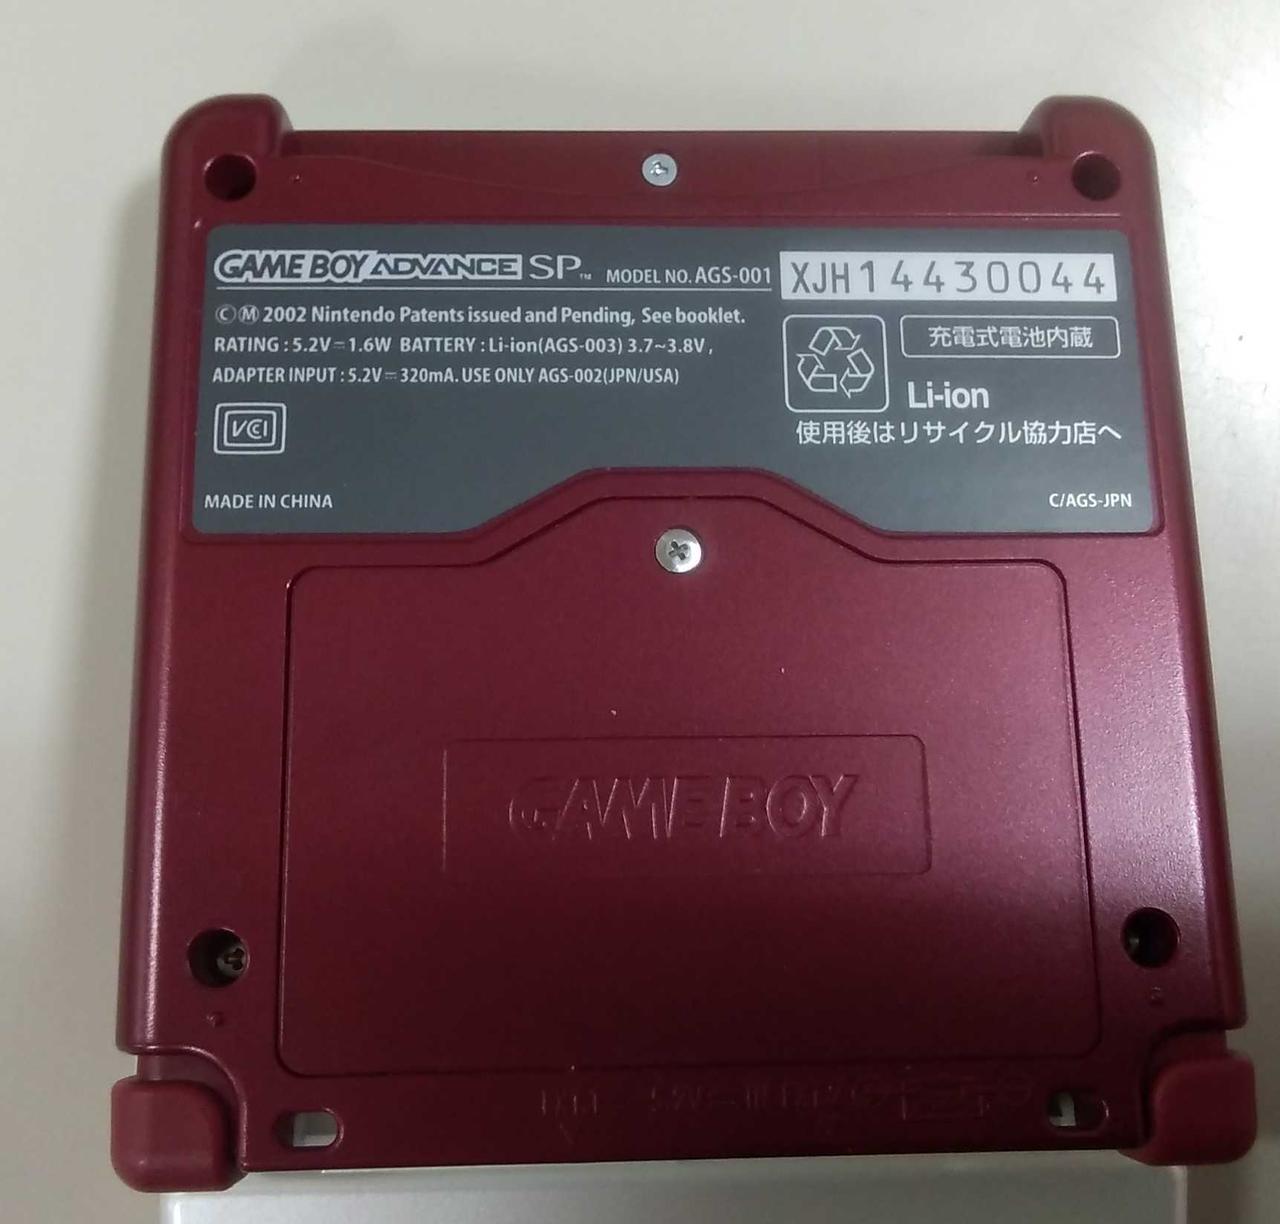 GAME BOY ADVANCE SP™ MODEL NO. AGS-001
XJH14430044
ⒸⓂ 2002 Nintendo Patents issued and Pending, See booklet.
RATING : 5.2V⎓1.6W BATTERY : Li-ion(AGS-003) 3.7~3.8V ,
ADAPTER INPUT : 5.2V⎓320mA. USE ONLY AGS-002(JPN/USA)
VCI
充電式電池内蔵
Li-ion
使用後はリサイクル協力店へ
MADE IN CHINA
C/AGS-JPN
GAME BOY